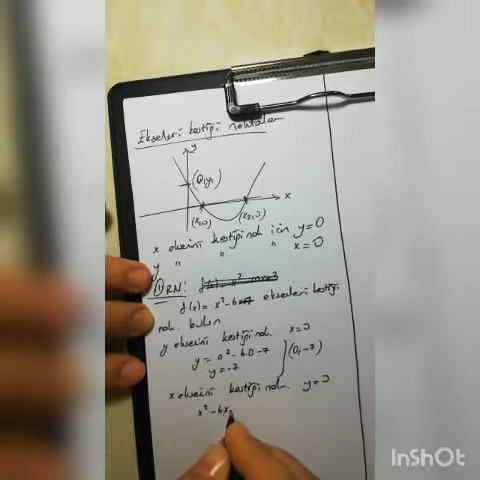 Eksenleri kestiği noktalar
y
(0,y)
x
(x₁,0) (x₂,0)
x eksenini kestiği nok için y=0
y " " " x=0
ÖRN:
f(x) = x² - 6x-7 eksenleri kestiği
nok. bulun.
y eksenini kestiği nok. x=0
y = 0² - 6.0 - 7
(0,-7)
y = -7
x eksenini kestiği nok. y=0
x² - 6x
InShOt